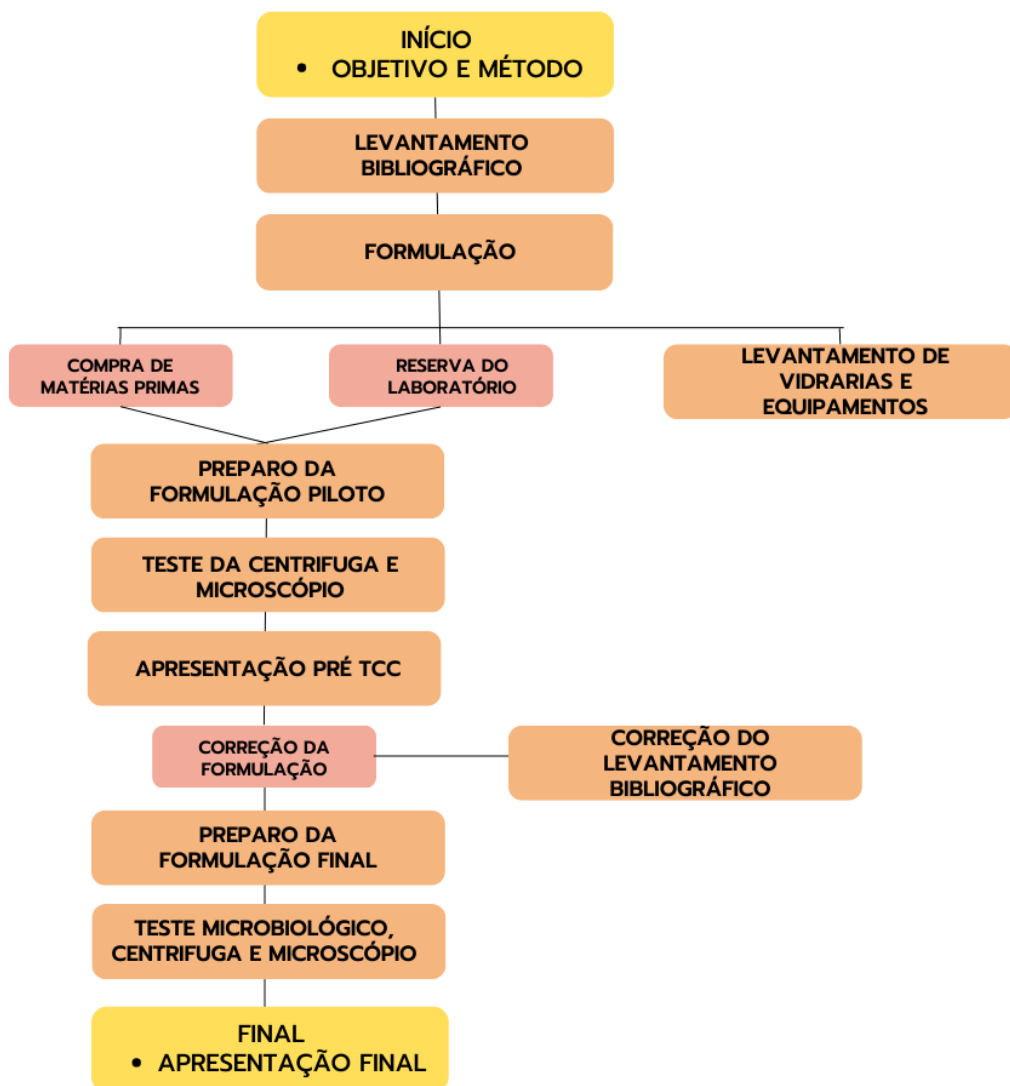 INÍCIO
• OBJETIVO E MÉTODO
LEVANTAMENTO
BIBLIOGRÁFICO
FORMULAÇÃO
COMPRA DE
MATÉRIAS PRIMAS
RESERVA DO
LABORATÓRIO
LEVANTAMENTO DE
VIDRARIAS E
EQUIPAMENTOS
PREPARO DA
FORMULAÇÃO PILOTO
TESTE DA CENTRIFUGA E
MICROSCÓPIO
APRESENTAÇÃO PRÉ TCC
CORREÇÃO DA
FORMULAÇÃO
CORREÇÃO DO
LEVANTAMENTO
BIBLIOGRÁFICO
PREPARO DA
FORMULAÇÃO FINAL
TESTE MICROBIOLÓGICO,
CENTRIFUGA E MICROSCÓPIO
FINAL
• APRESENTAÇÃO FINAL